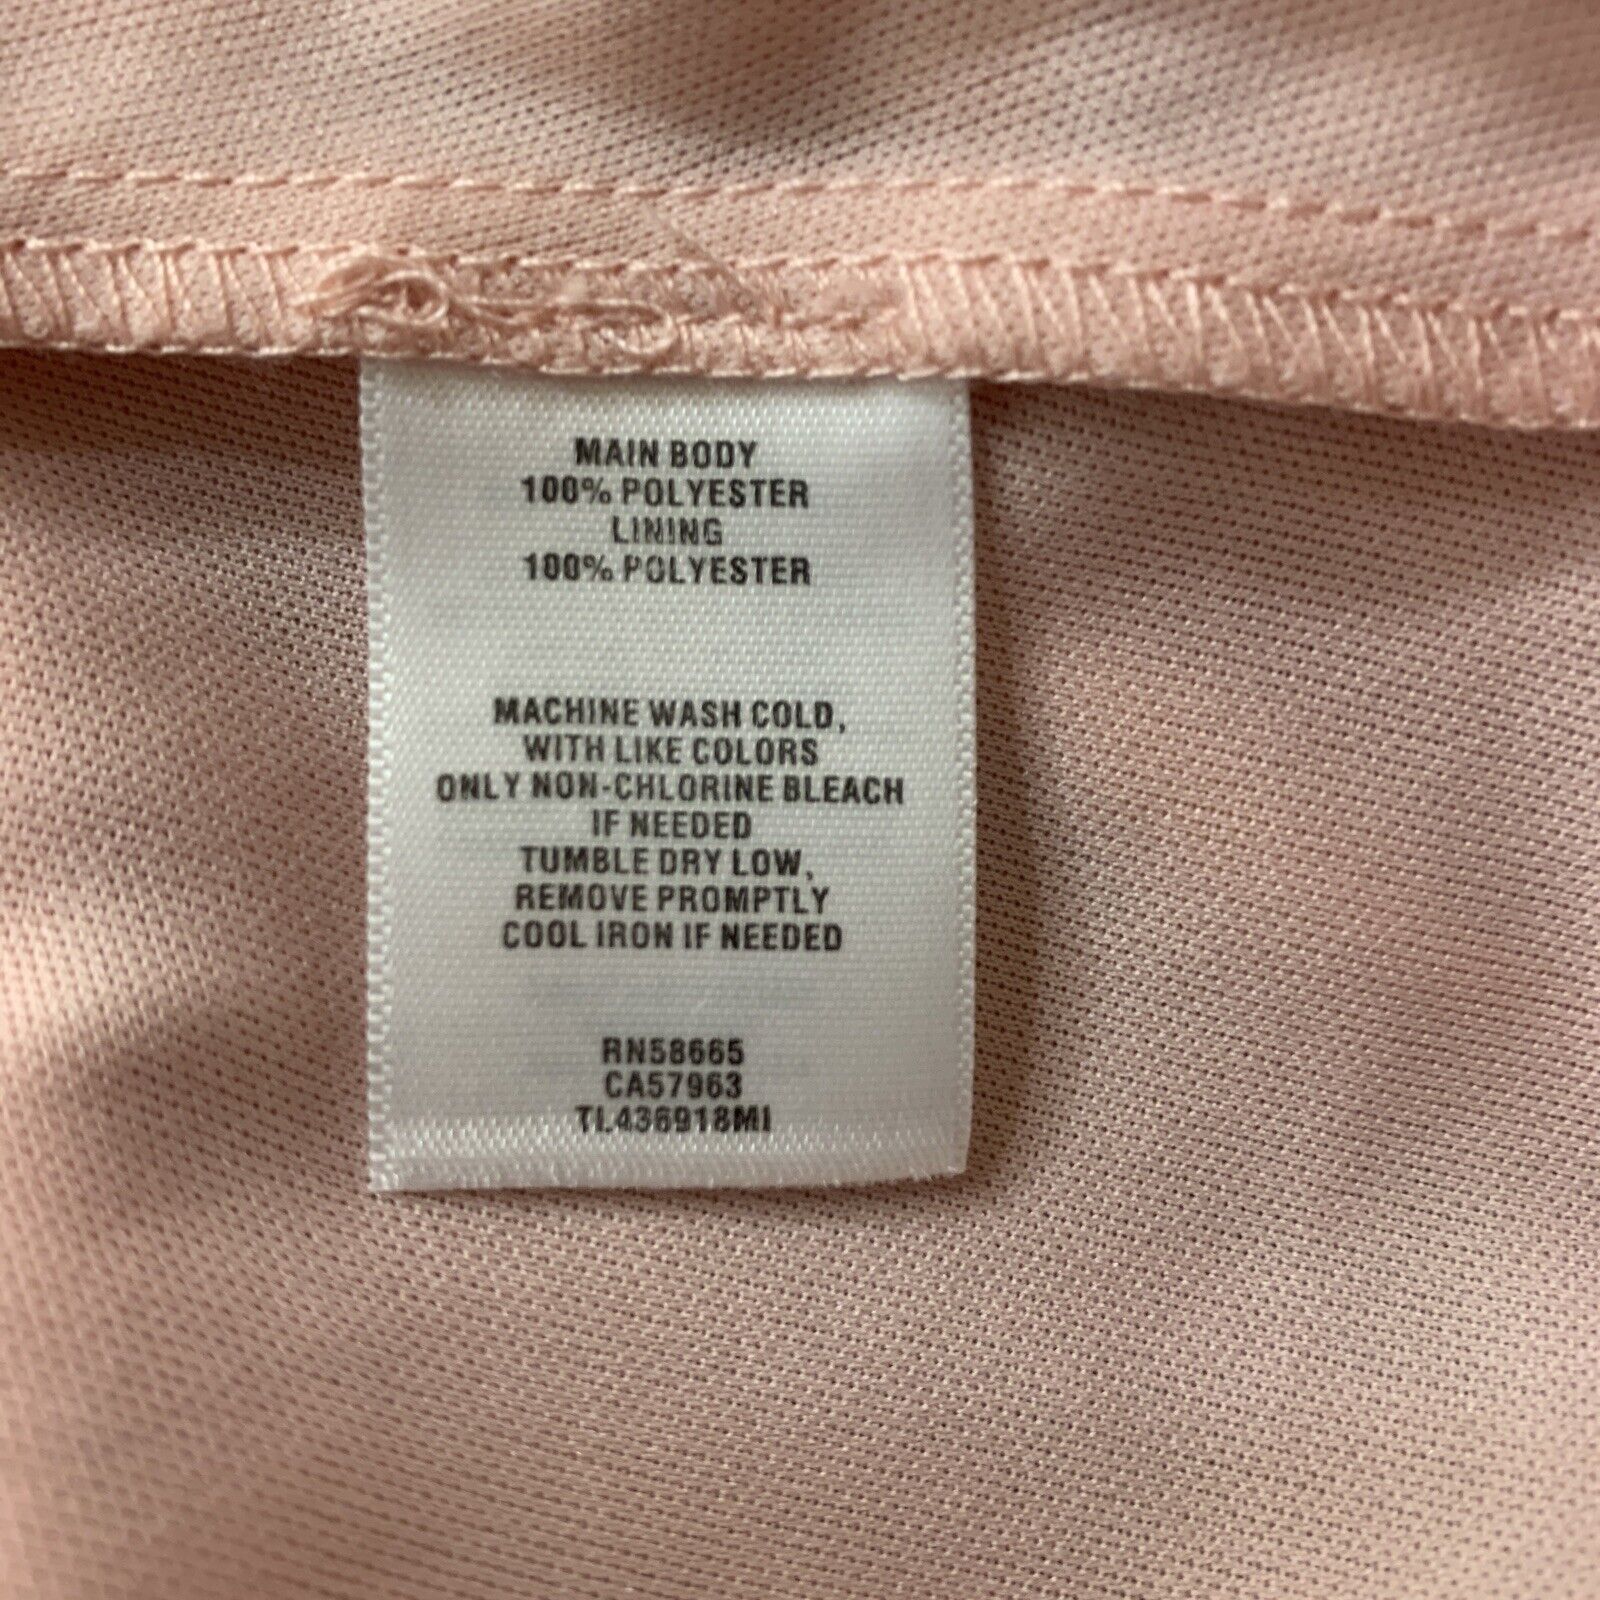 MAIN BODY
100% POLYESTER
LINING
100% POLYESTER
MACHINE WASH COLD,
WITH LIKE COLORS
ONLY NON-CHLORINE BLEACH
IF NEEDED
TUMBLE DRY LOW,
REMOVE PROMPTLY
COOL IRON IF NEEDED
RN58665
CA57963
TL436918MI